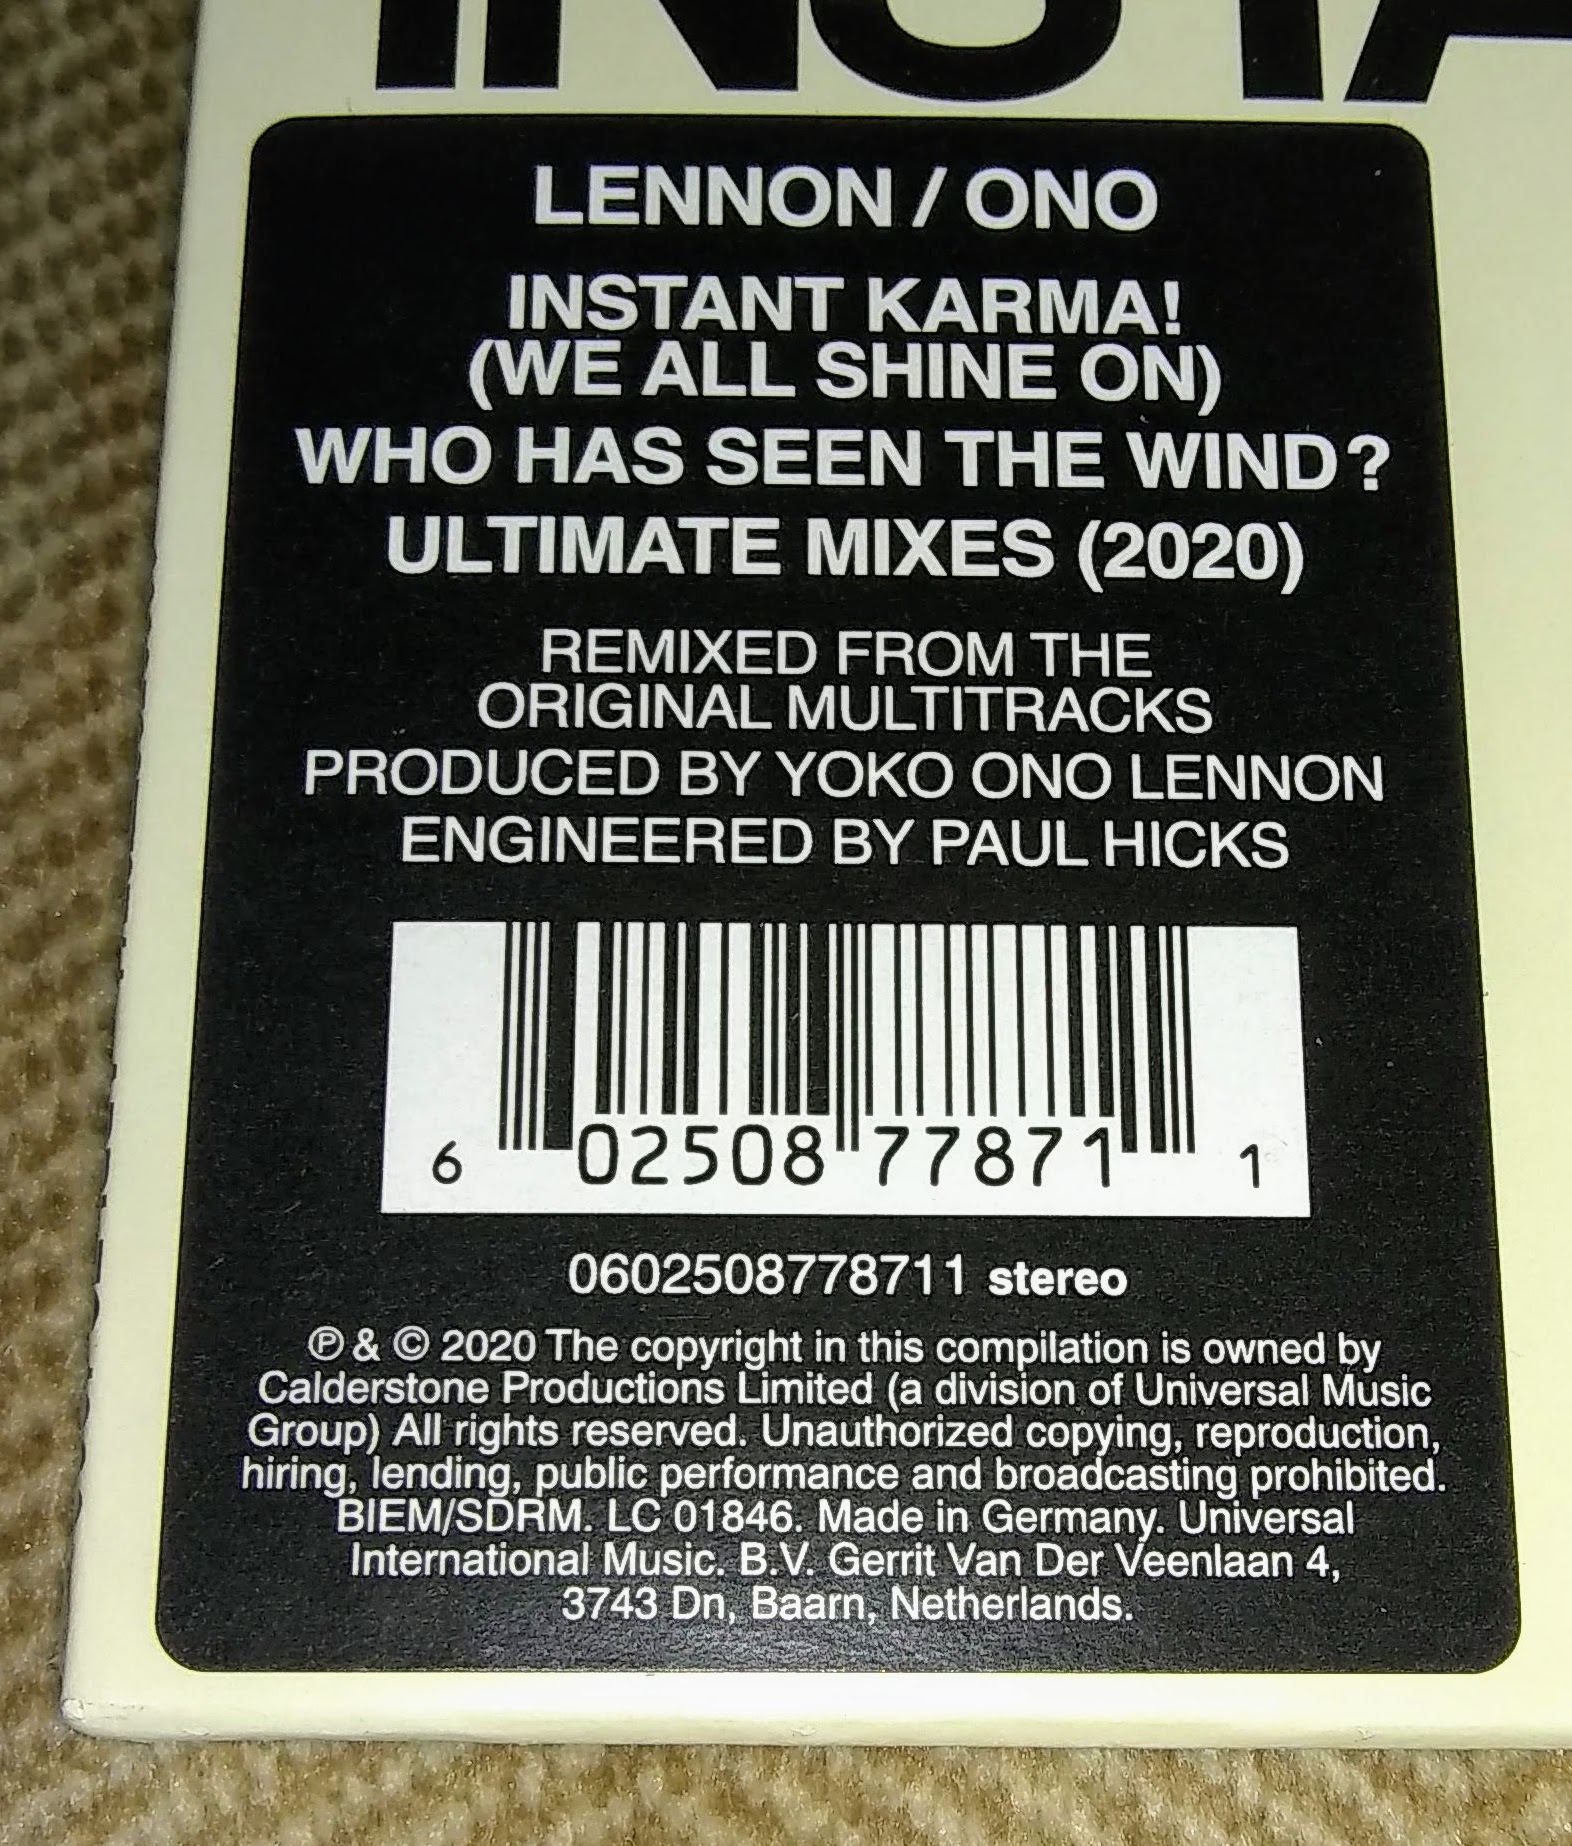 INSTA
LENNON / ONO
INSTANT KARMA!
(WE ALL SHINE ON)
WHO HAS SEEN THE WIND?
ULTIMATE MIXES (2020)
REMIXED FROM THE
ORIGINAL MULTITRACKS
PRODUCED BY YOKO ONO LENNON
ENGINEERED BY PAUL HICKS
6 02508 77871 1
0602508778711 stereo
℗ & © 2020 The copyright in this compilation is owned by
Calderstone Productions Limited (a division of Universal Music
Group) All rights reserved. Unauthorized copying, reproduction,
hiring, lending, public performance and broadcasting prohibited.
BIEM/SDRM. LC 01846. Made in Germany. Universal
International Music. B.V. Gerrit Van Der Veenlaan 4,
3743 Dn, Baarn, Netherlands.